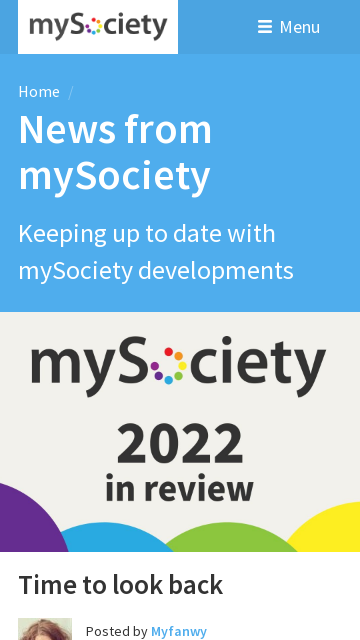 mySociety
Menu
Home /
News from
mySociety
Keeping up to date with
mySociety developments
mySociety
2022
in review
Time to look back
Posted by Myfanwy